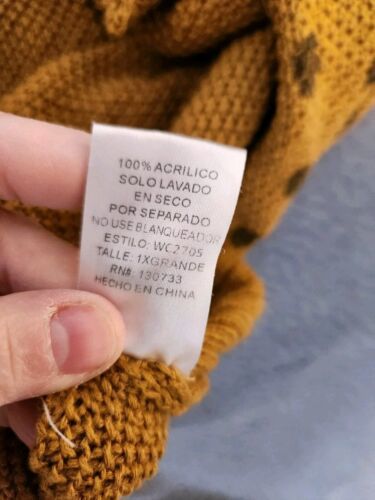 100% ACRILICO
SOLO LAVADO
EN SECO
POR SEPARADO
NO USE BLANQUEADOR
ESTILO: WC2705
TALLE: 1XGRANDE
RN#: 130733
HECHO EN CHINA